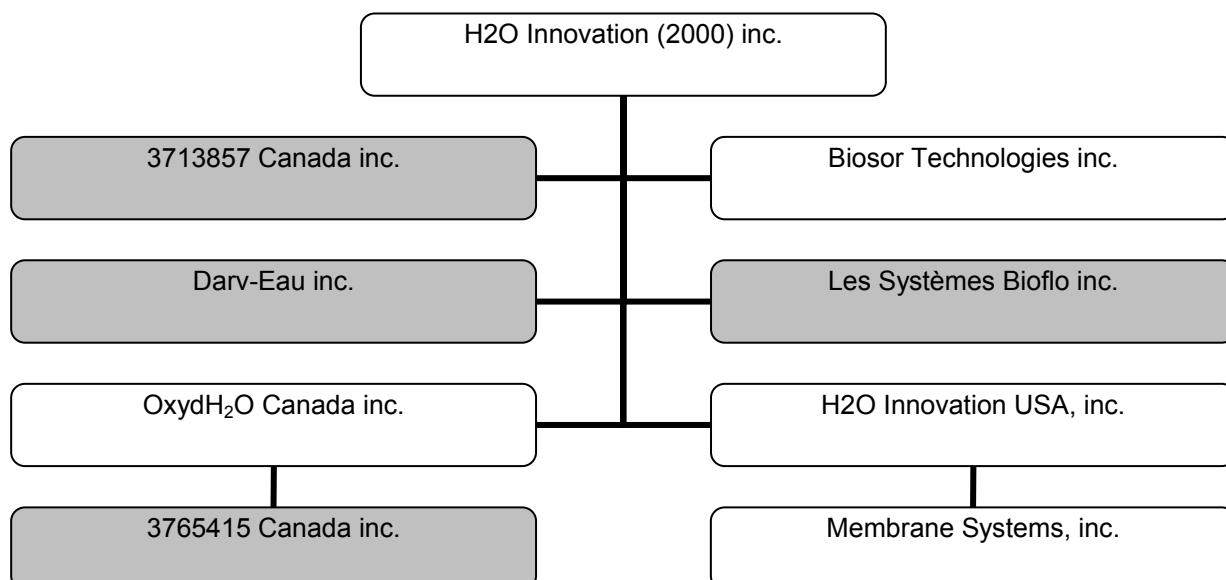 H2O Innovation (2000) inc.
3713857 Canada inc.
Biosor Technologies inc.
Darv-Eau inc.
Les Systèmes Bioflo inc.
OxydH₂O Canada inc.
H2O Innovation USA, inc.
3765415 Canada inc.
Membrane Systems, inc.